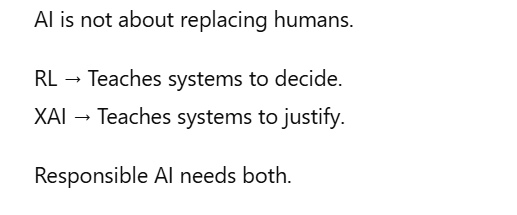 AI is not about replacing humans.
RL → Teaches systems to decide.
XAI → Teaches systems to justify.
Responsible AI needs both.